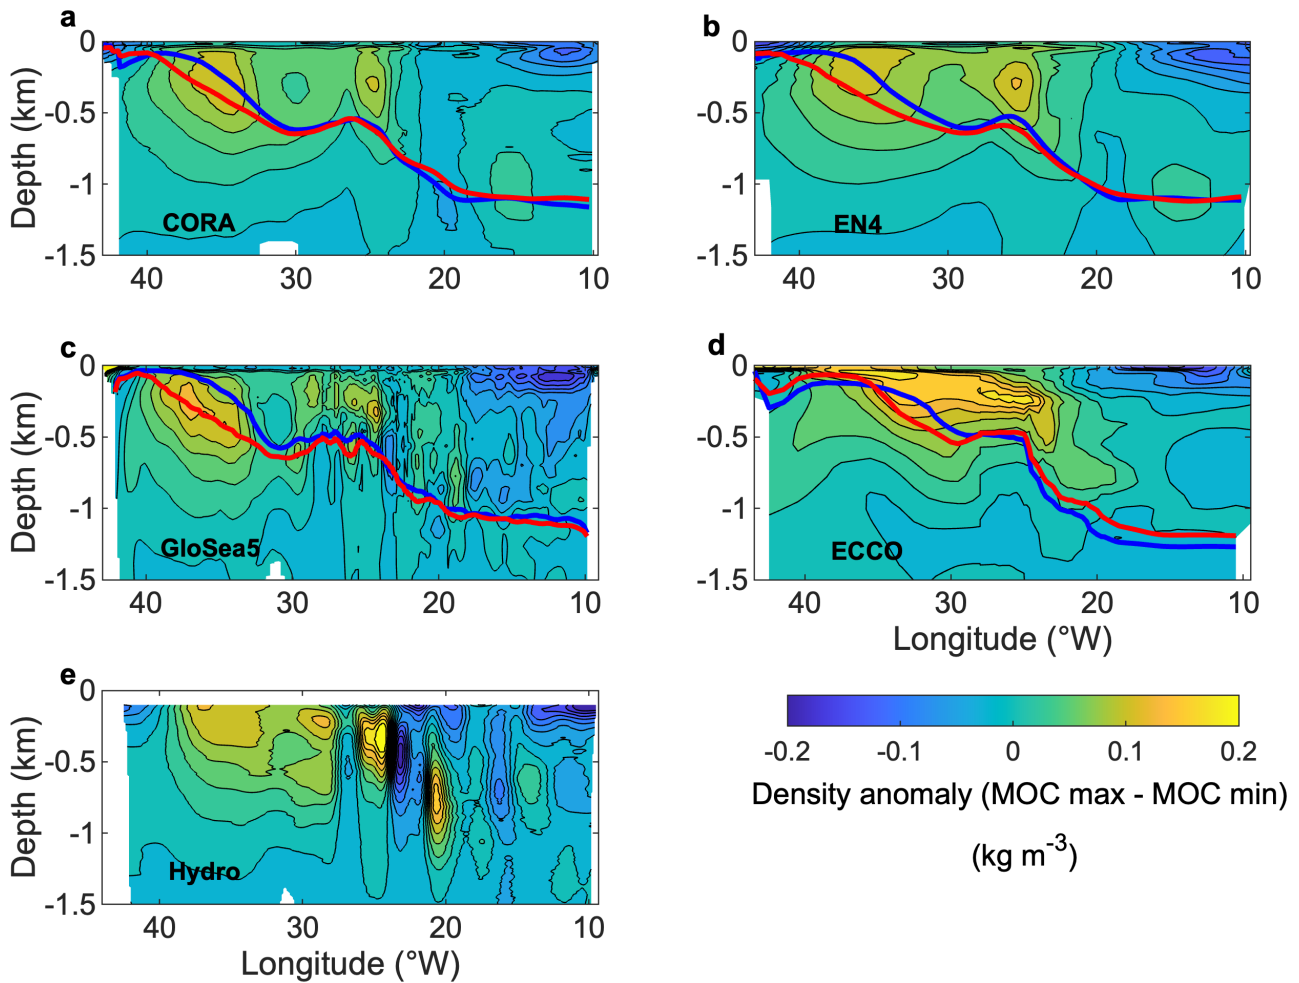 a
0
-0.5
-1
-1.5
Depth (km)
CORA
40
30
20
10
b
0
-0.5
-1
-1.5
EN4
40
30
20
10
c
0
-0.5
-1
-1.5
Depth (km)
GloSea5
40
30
20
10
d
0
-0.5
-1
-1.5
ECCO
40
30
20
10
Longitude (°W)
e
0
-0.5
-1
-1.5
Depth (km)
Hydro
40
30
20
10
Longitude (°W)
-0.2
-0.1
0
0.1
0.2
Density anomaly (MOC max - MOC min)
(kg m-3)